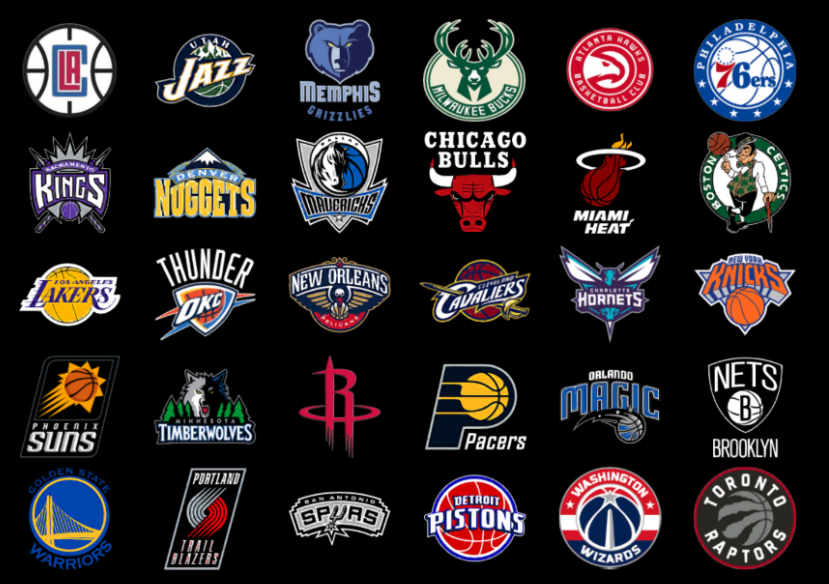 LA
UTAH
JAZZ
MEMPHIS
GRIZZLIES
MILWAUKEE BUCKS
ATLANTA HAWKS
BASKETBALL CLUB
PHILADELPHIA
76ers
SACRAMENTO
KINGS
DENVER
NUGGETS
DALLAS
MAVERICKS
CHICAGO
BULLS
MIAMI
HEAT
BOSTON
CELTICS
LOS ANGELES
LAKERS
THUNDER
OKC
NEW ORLEANS
PELICANS
CLEVELAND
CAVALIERS
CHARLOTTE
HORNETS
NEW YORK
KNICKS
PHOENIX
SUNS
MINNESOTA
TIMBERWOLVES
R
P
Pacers
ORLANDO
MAGIC
NETS
B
BROOKLYN
GOLDEN STATE
WARRIORS
PORTLAND
TRAIL
BLAZERS
SAN ANTONIO
SPURS
DETROIT
PISTONS
WASHINGTON
WIZARDS
TORONTO
RAPTORS